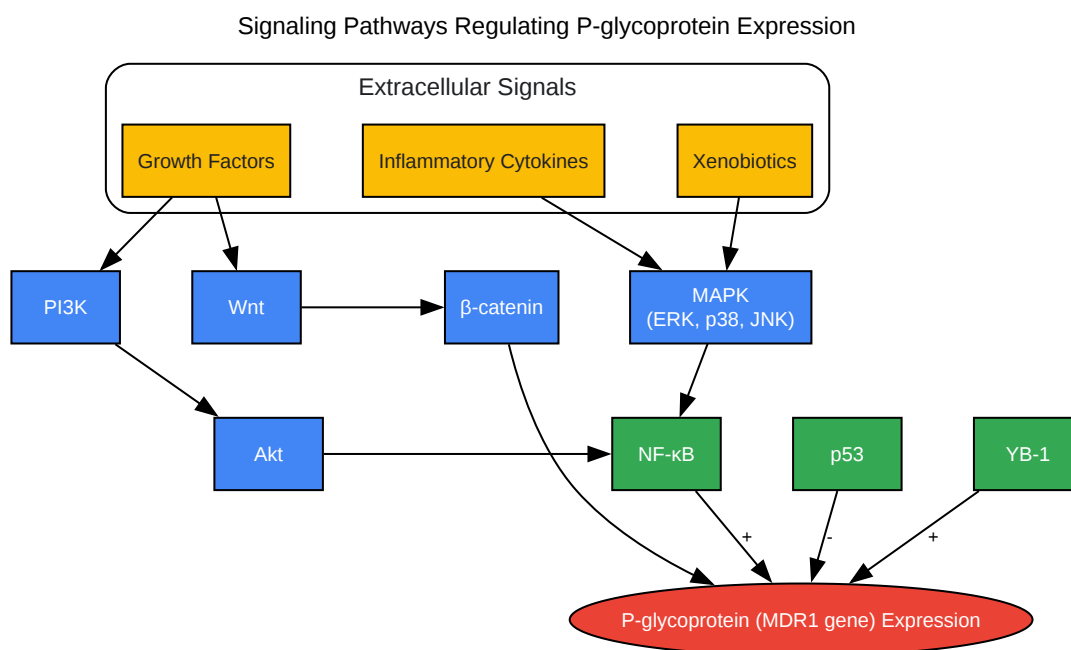 Signaling Pathways Regulating P-glycoprotein Expression
Extracellular Signals
Growth Factors
Inflammatory Cytokines
Xenobiotics
PI3K
Wnt
β-catenin
MAPK
(ERK, p38, JNK)
Akt
NF-κB
p53
YB-1
+
-
+
P-glycoprotein (MDR1 gene) Expression